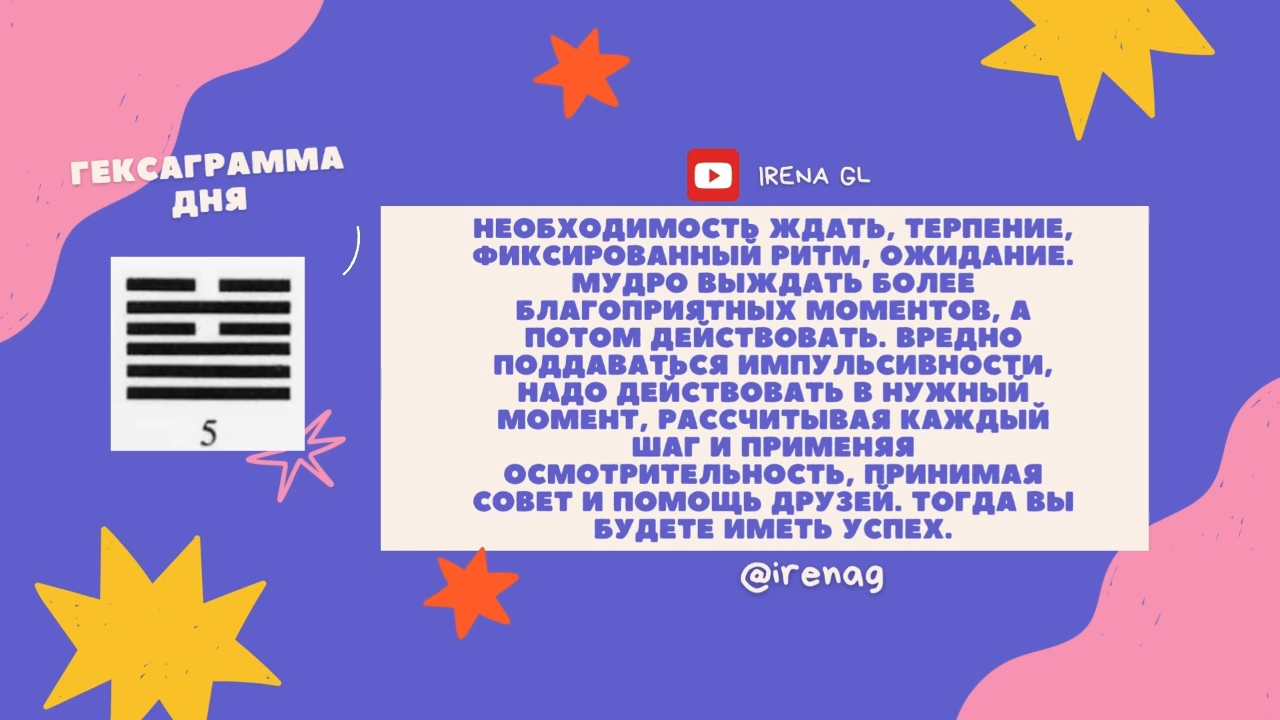 ГЕКСАГРАММА
ДНЯ
5
IRENA GL
НЕОБХОДИМОСТЬ ЖДАТЬ, ТЕРПЕНИЕ,
ФИКСИРОВАННЫЙ РИТМ, ОЖИДАНИЕ.
МУДРО ВЫЖДАТЬ БОЛЕЕ
БЛАГОПРИЯТНЫХ МОМЕНТОВ, А
ПОТОМ ДЕЙСТВОВАТЬ. ВРЕДНО
ПОДДАВАТЬСЯ ИМПУЛЬСИВНОСТИ,
НАДО ДЕЙСТВОВАТЬ В НУЖНЫЙ
МОМЕНТ, РАССЧИТЫВАЯ КАЖДЫЙ
ШАГ И ПРИМЕНЯЯ
ОСМОТРИТЕЛЬНОСТЬ, ПРИНИМАЯ
СОВЕТ И ПОМОЩЬ ДРУЗЕЙ. ТОГДА ВЫ
БУДЕТЕ ИМЕТЬ УСПЕХ.
@irenag